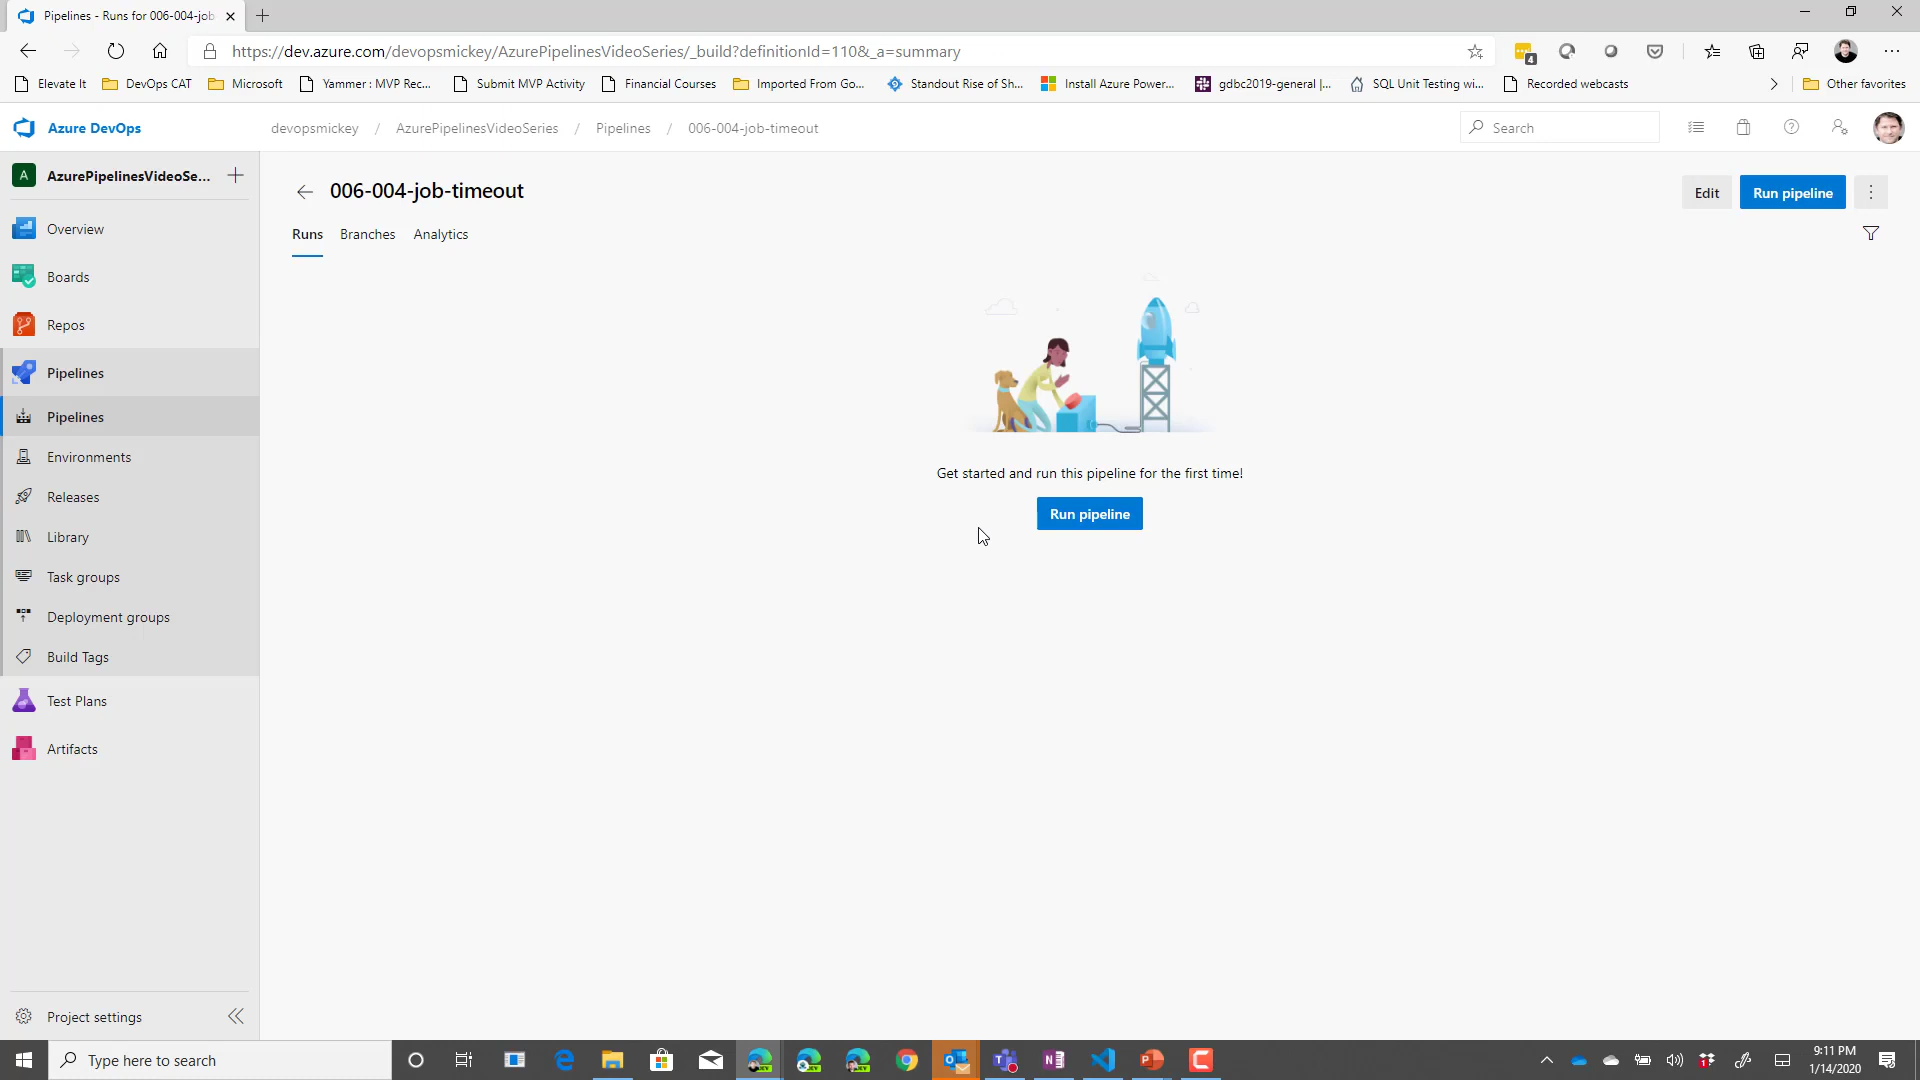 Pipelines - Runs for 006-004-job
https://dev.azure.com/devopsmickey/AzurePipelinesVideoSeries/_build?definitionId=110&_a=summary
4
Elevate It
DevOps CAT
Microsoft
Yammer : MVP Rec...
Submit MVP Activity
Financial Courses
Imported From Go...
Standout Rise of Sh...
Install Azure Power...
gdbc2019-general |...
SQL Unit Testing wi...
Recorded webcasts
Other favorites
Azure DevOps
devopsmickey / AzurePipelinesVideoSeries / Pipelines / 006-004-job-timeout
Search
A AzurePipelinesVideoSe...
006-004-job-timeout
Edit
Run pipeline
Runs
Branches
Analytics
Overview
Boards
Repos
Pipelines
Pipelines
Environments
Releases
Library
Task groups
Deployment groups
Build Tags
Test Plans
Artifacts
Get started and run this pipeline for the first time!
Run pipeline
Project settings
Type here to search
9:11 PM
1/14/2020